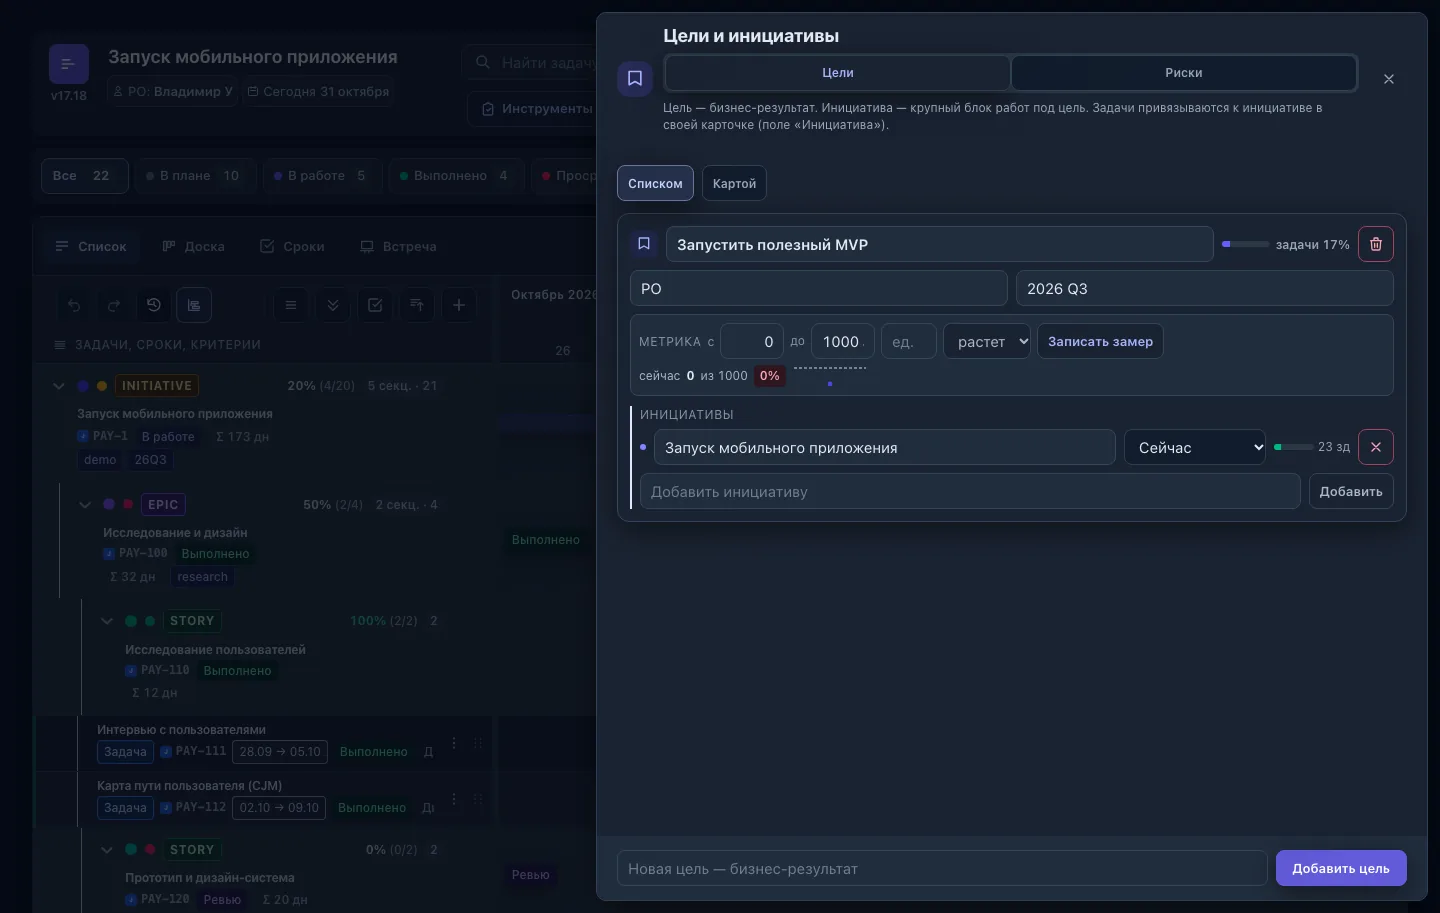 Запуск мобильного приложения
v17.18
РО: Владимир У
Сегодня 31 октября
Найти задачу
Инструменты
Все 22
В плане 10
В работе 5
Выполнено 4
Список
Доска
Сроки
Встреча
Октябрь 2026
ЗАДАЧИ, СРОКИ, КРИТЕРИИ
26
INITIATIVE
20% (4/20) 5 секц. · 21
Запуск мобильного приложения
PAY-1 В работе Σ 173 дн
demo 26Q3
EPIC
50% (2/4) 2 секц. · 4
Исследование и дизайн
PAY-100 Выполнено
Σ 32 дн research
Выполнено
STORY
100% (2/2) 2
Исследование пользователей
PAY-110 Выполнено
Σ 12 дн
Интервью с пользователями
Задача PAY-111 28.09 → 05.10 Выполнено
Карта пути пользователя (CJM)
Задача PAY-112 02.10 → 09.10 Выполнено
STORY
0% (0/2) 2
Прототип и дизайн-система
PAY-120 Ревью Σ 20 дн
Ревью
Цели и инициативы
Цели
Риски
Цель — бизнес-результат. Инициатива — крупный блок работ под цель. Задачи привязываются к инициативе в
своей карточке (поле «Инициатива»).
Списком
Картой
Запустить полезный MVP
задачи 17%
РО
2026 Q3
МЕТРИКА с 0 до 1000 ед. растет Записать замер
сейчас 0 из 1000 0%
ИНИЦИАТИВЫ
Запуск мобильного приложения
Сейчас
23 зд
Добавить инициативу
Добавить
Новая цель — бизнес-результат
Добавить цель